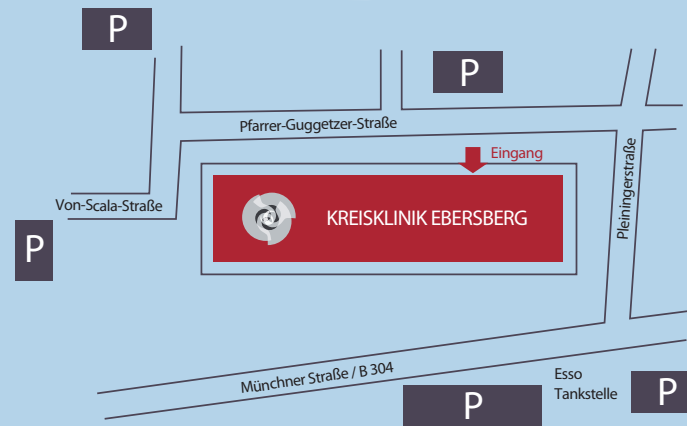 P
P
Pfarrer-Guggetzer-Straße
Eingang
Pleiningerstraße
Von-Scala-Straße
KREISKLINIK EBERSBERG
P
Münchner Straße / B 304
Esso
Tankstelle
P
P